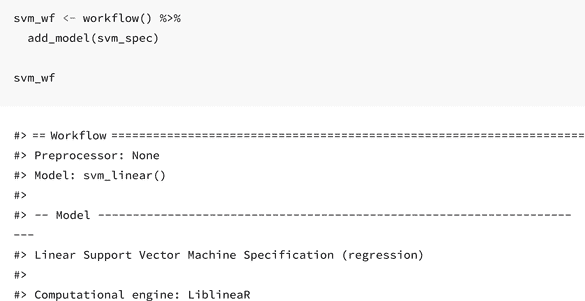 svm_wf <- workflow() %>%
  add_model(svm_spec)

svm_wf

#> == Workflow ====================================================================
#> Preprocessor: None
#> Model: svm_linear()
#>
#> -- Model --------------------------------------------------------------------
---
#> Linear Support Vector Machine Specification (regression)
#>
#> Computational engine: LiblineaR